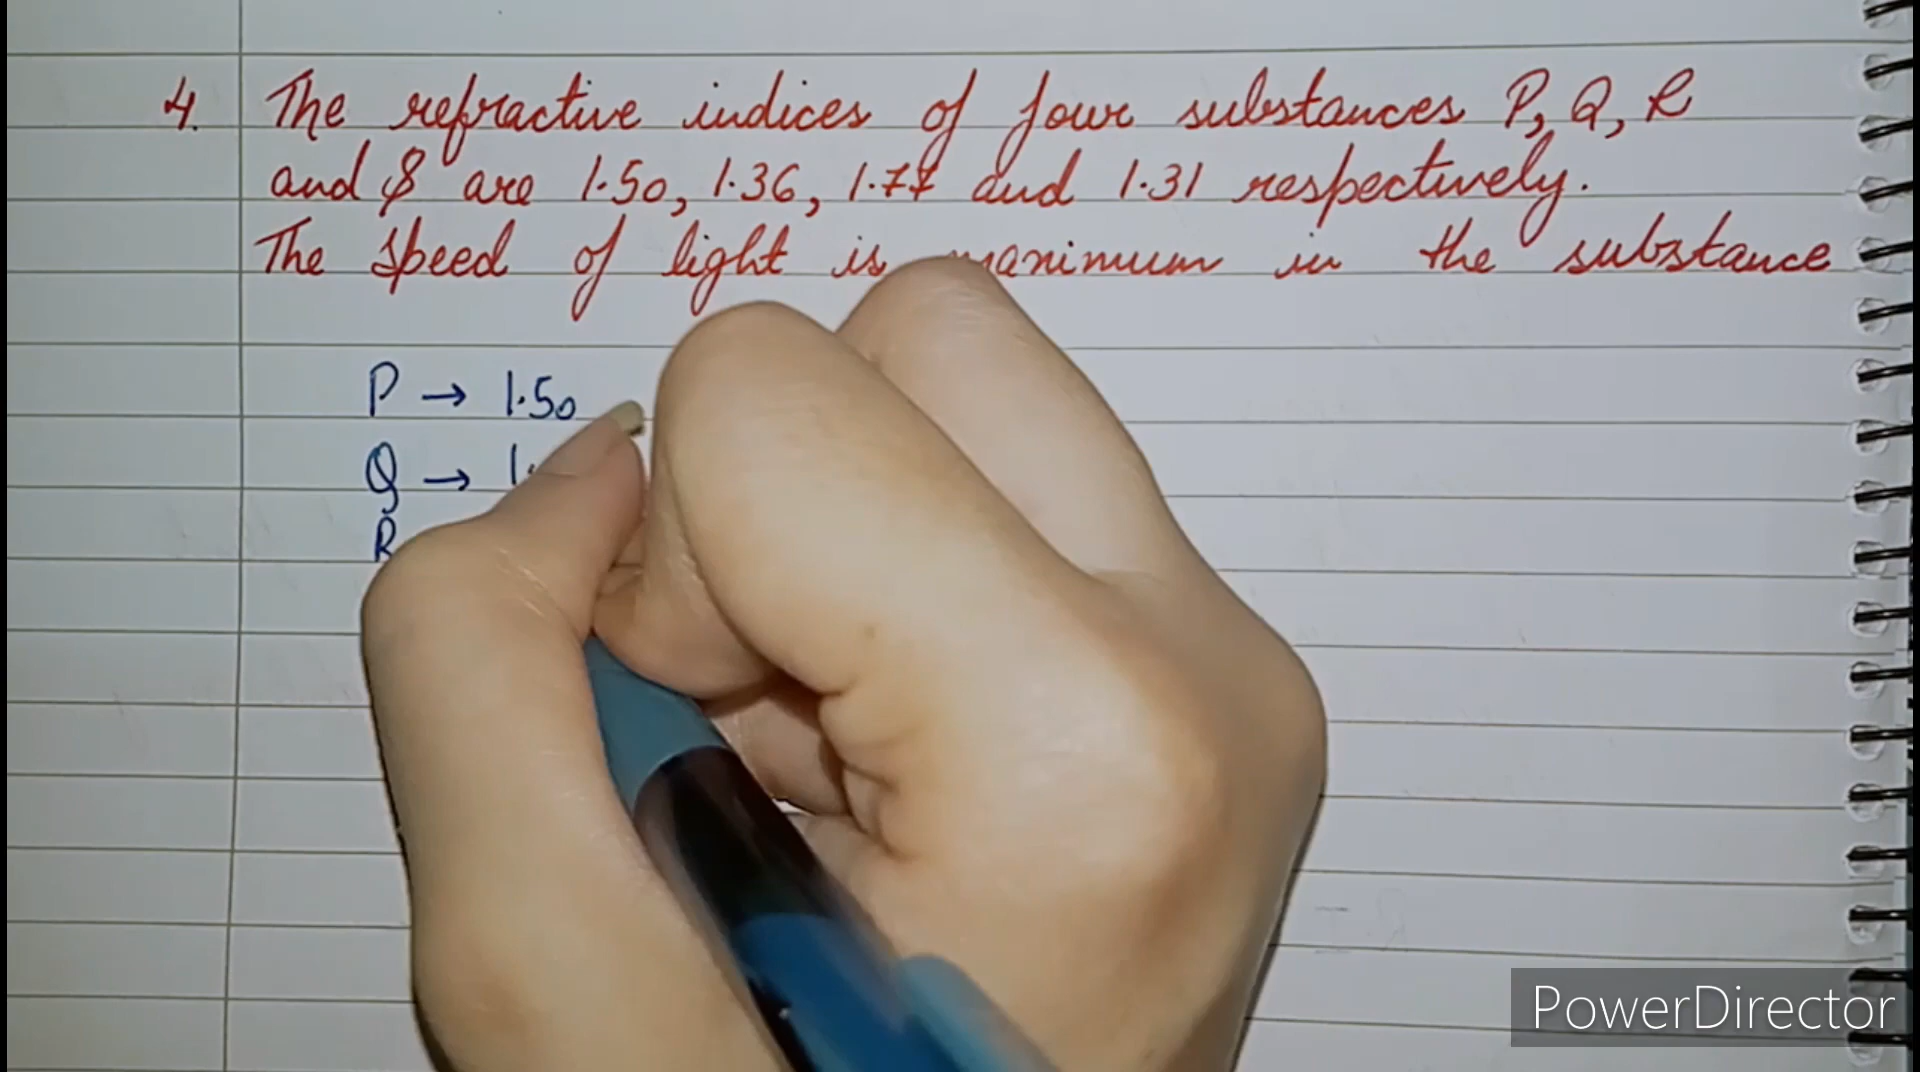 4. The refractive indices of four substances P, Q, R
and S are 1.50, 1.36, 1.77 and 1.31 respectively.
The speed of light is maximum in the substance
P → 1.50
Q → 1.
R
PowerDirector